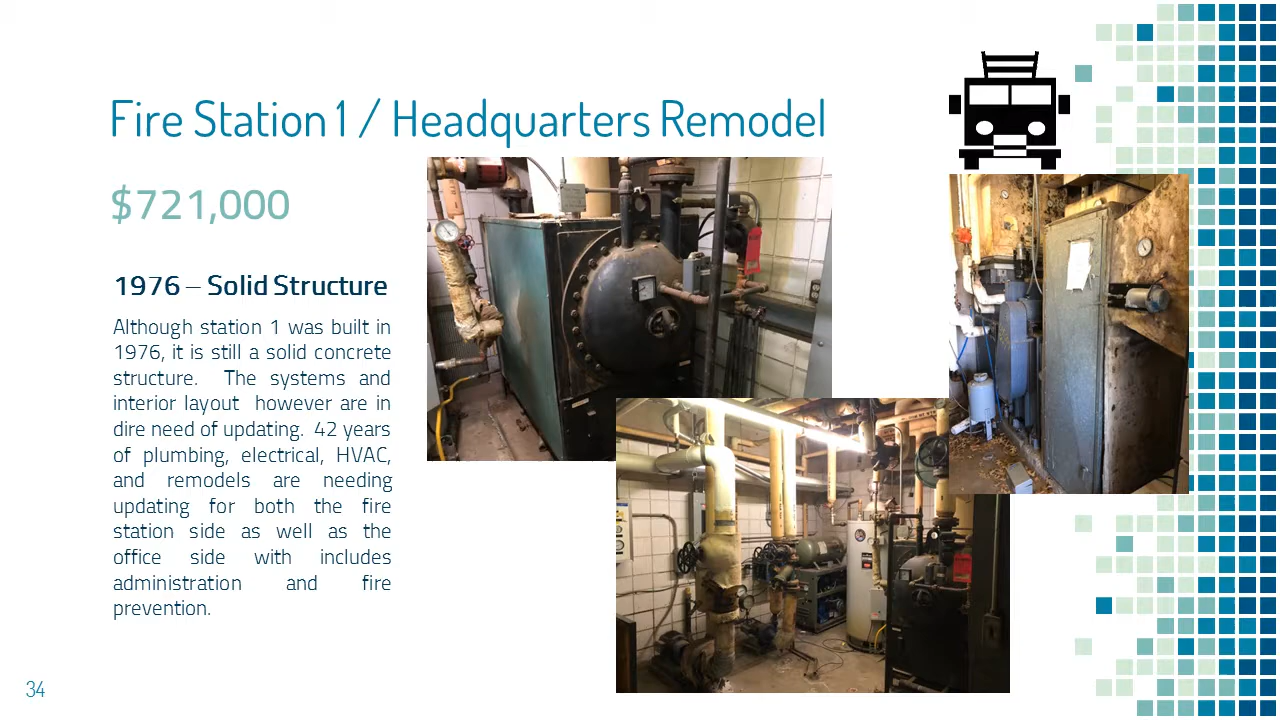 Fire Station 1 / Headquarters Remodel
$721,000
1976 – Solid Structure
Although station 1 was built in
1976, it is still a solid concrete
structure. The systems and
interior layout however are in
dire need of updating. 42 years
of plumbing, electrical, HVAC,
and remodels are needing
updating for both the fire
station side as well as the
office side with includes
administration and fire
prevention.
34